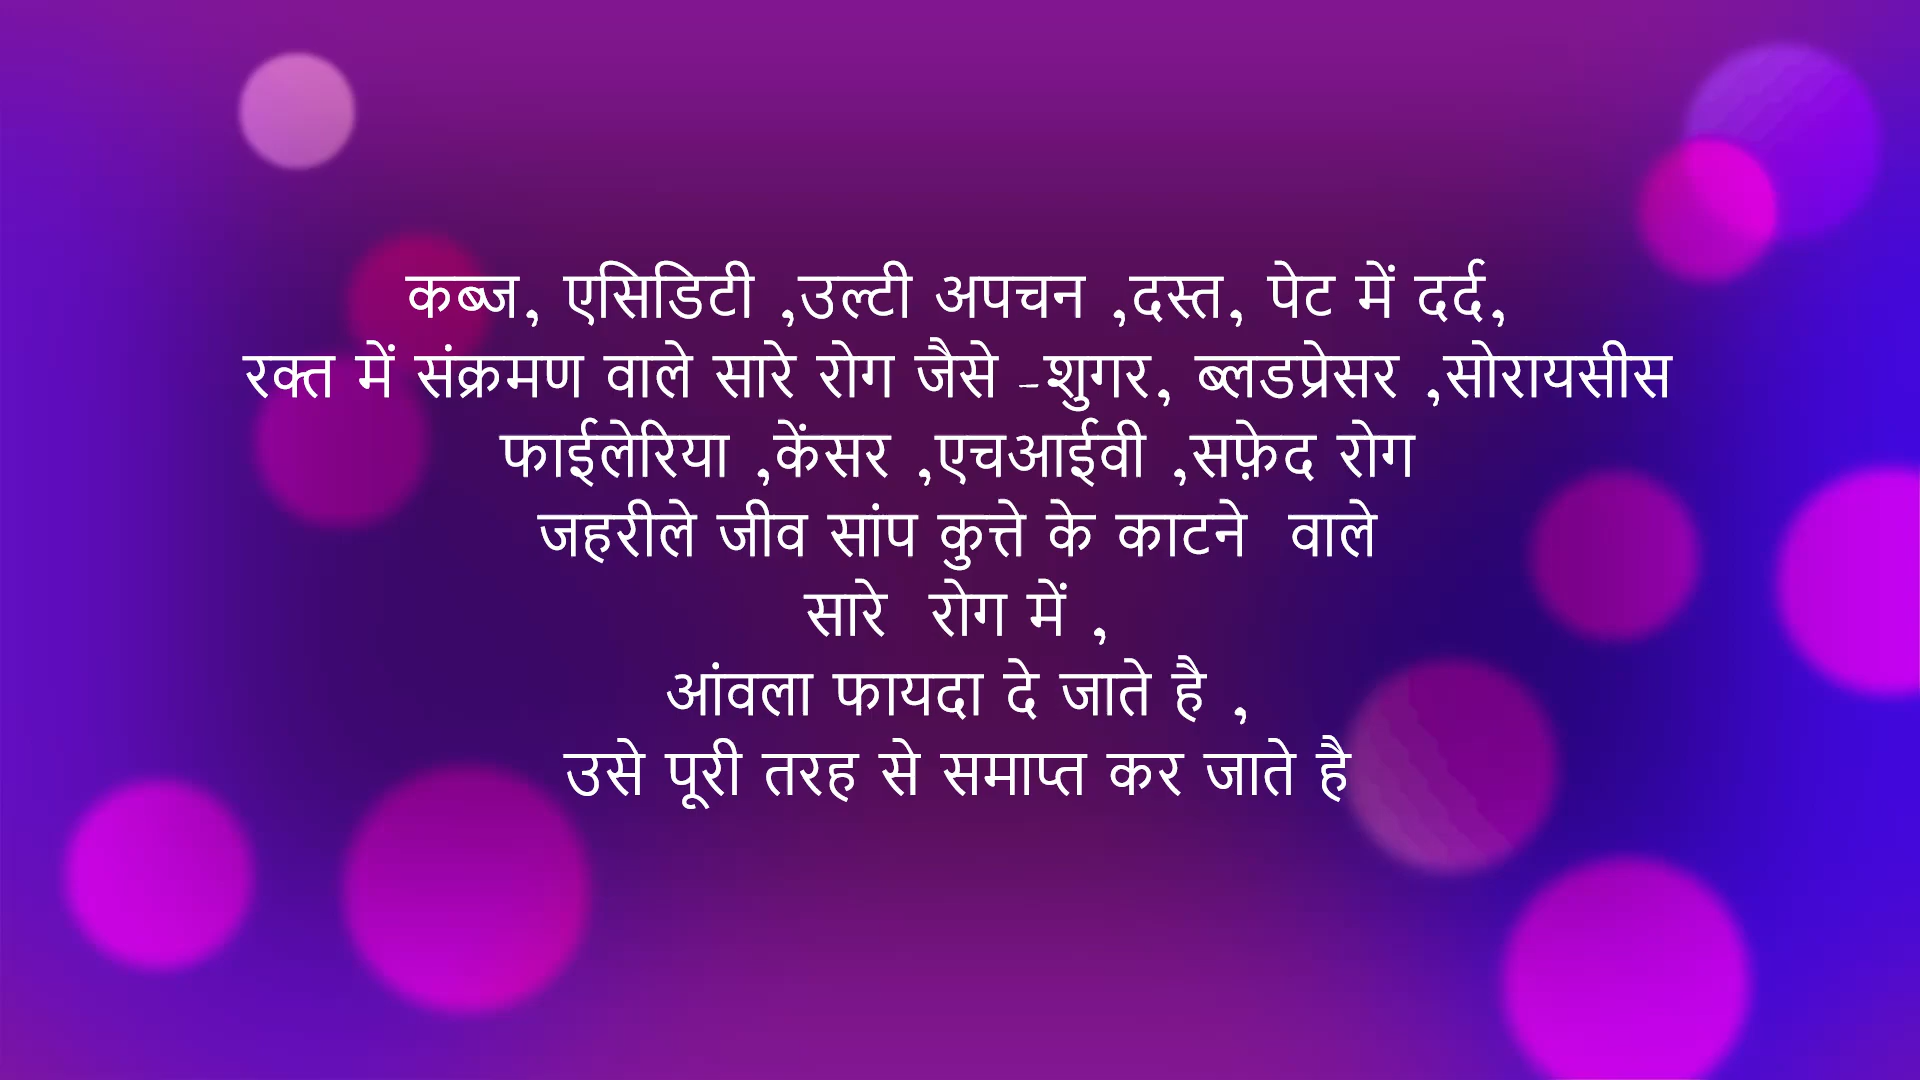 कब्ज, एसिडिटी ,उल्टी अपचन ,दस्त, पेट में दर्द,
रक्त में संक्रमण वाले सारे रोग जैसे -शुगर, ब्लडप्रेसर ,सोरायसीस
फाईलेरिया ,केंसर ,एचआईवी ,सफ़ेद रोग
जहरीले जीव सांप कुत्ते के काटने वाले
सारे रोग में ,
आंवला फायदा दे जाते है ,
उसे पूरी तरह से समाप्त कर जाते है